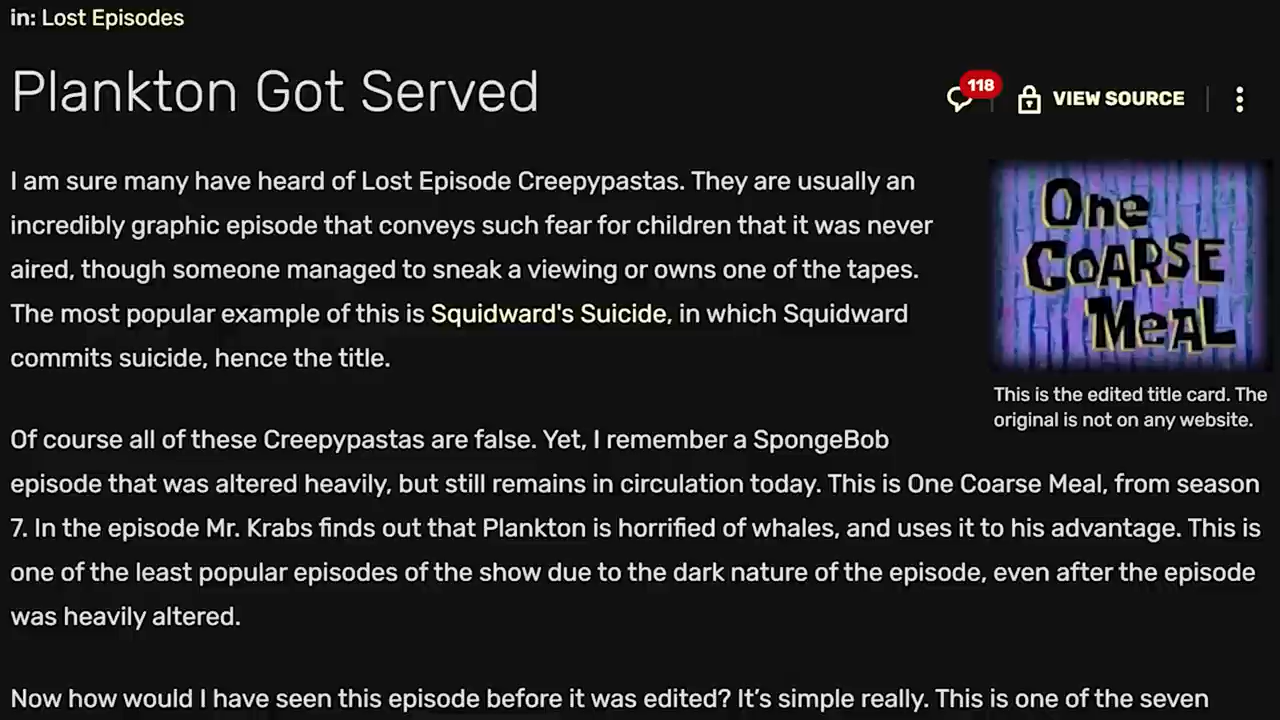 in: Lost Episodes
Plankton Got Served
118
VIEW SOURCE
I am sure many have heard of Lost Episode Creepypastas. They are usually an
incredibly graphic episode that conveys such fear for children that it was never
aired, though someone managed to sneak a viewing or owns one of the tapes.
The most popular example of this is Squidward's Suicide, in which Squidward
commits suicide, hence the title.
One
COARSE
MeAL
This is the edited title card. The
original is not on any website.
Of course all of these Creepypastas are false. Yet, I remember a SpongeBob
episode that was altered heavily, but still remains in circulation today. This is One Coarse Meal, from season
7. In the episode Mr. Krabs finds out that Plankton is horrified of whales, and uses it to his advantage. This is
one of the least popular episodes of the show due to the dark nature of the episode, even after the episode
was heavily altered.
Now how would I have seen this episode before it was edited? It’s simple really. This is one of the seven